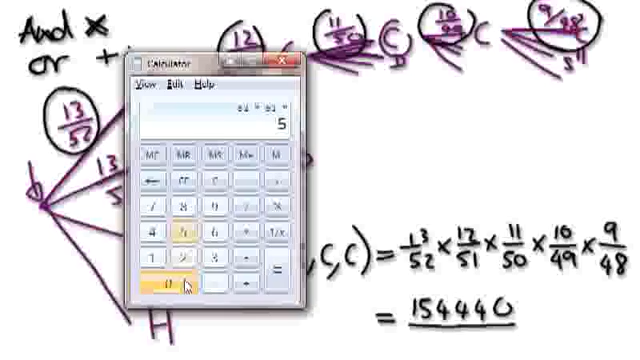 And ×
or +
12
11/50
C
D
10/49
C
9/48
Calculator
View Edit Help
5
13/52
13
MC MR MS M+ M
7 8 9
4 5 6 1/x
1 2 3 =
0
H
, C, C) = 13/52 × 12/51 × 11/50 × 10/49 × 9/48
= 154440